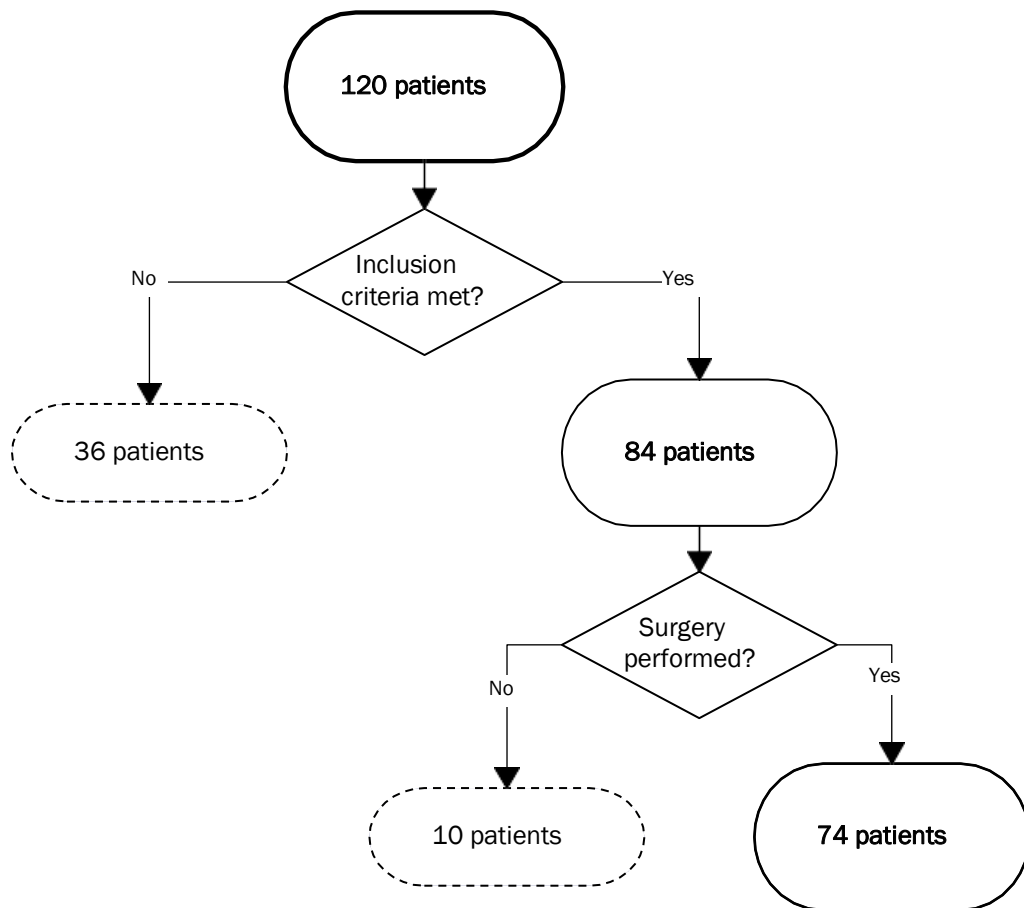 120 patients
Inclusion
criteria met?
No
Yes
36 patients
84 patients
Surgery
performed?
No
Yes
10 patients
74 patients